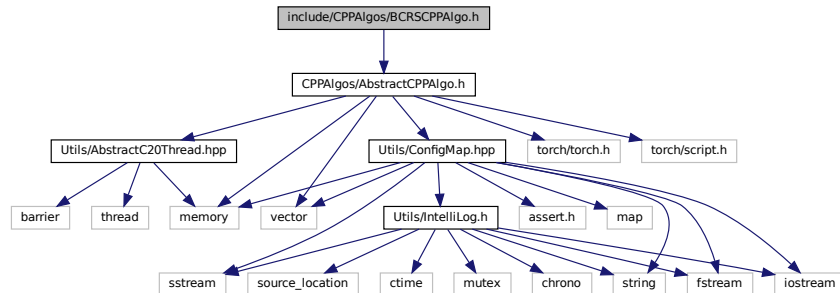 include/CPPAlgos/BCRSCPPAlgo.h
CPPAlgos/AbstractCPPAlgo.h
Utils/AbstractC20Thread.hpp
Utils/ConfigMap.hpp
torch/torch.h
torch/script.h
barrier
thread
memory
vector
Utils/IntelliLog.h
assert.h
map
sstream
source_location
ctime
mutex
chrono
string
fstream
iostream